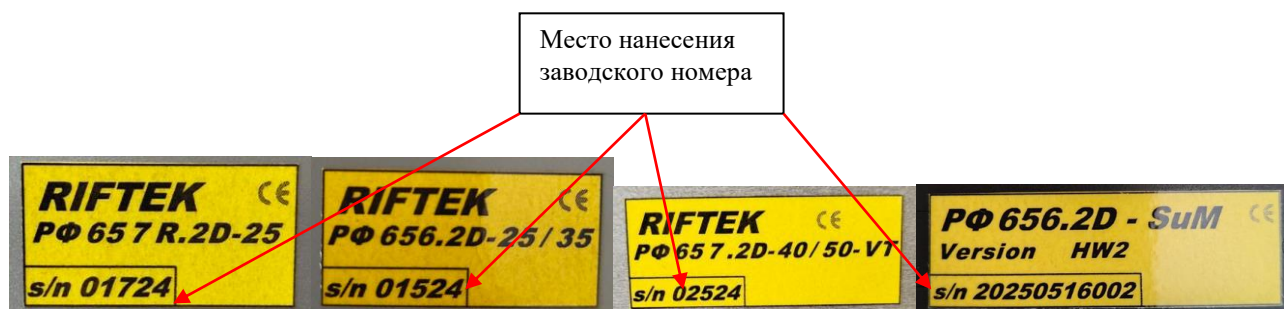 Место нанесения
заводского номера
RIFTEK CE
РФ 657R.2D-25
s/n 01724
RIFTEK CE
РФ 656.2D-25/35
s/n 01524
RIFTEK CE
РФ 657.2D-40/50-VT
s/n 02524
РФ 656.2D - SuM CE
Version HW2
s/n 20250516002